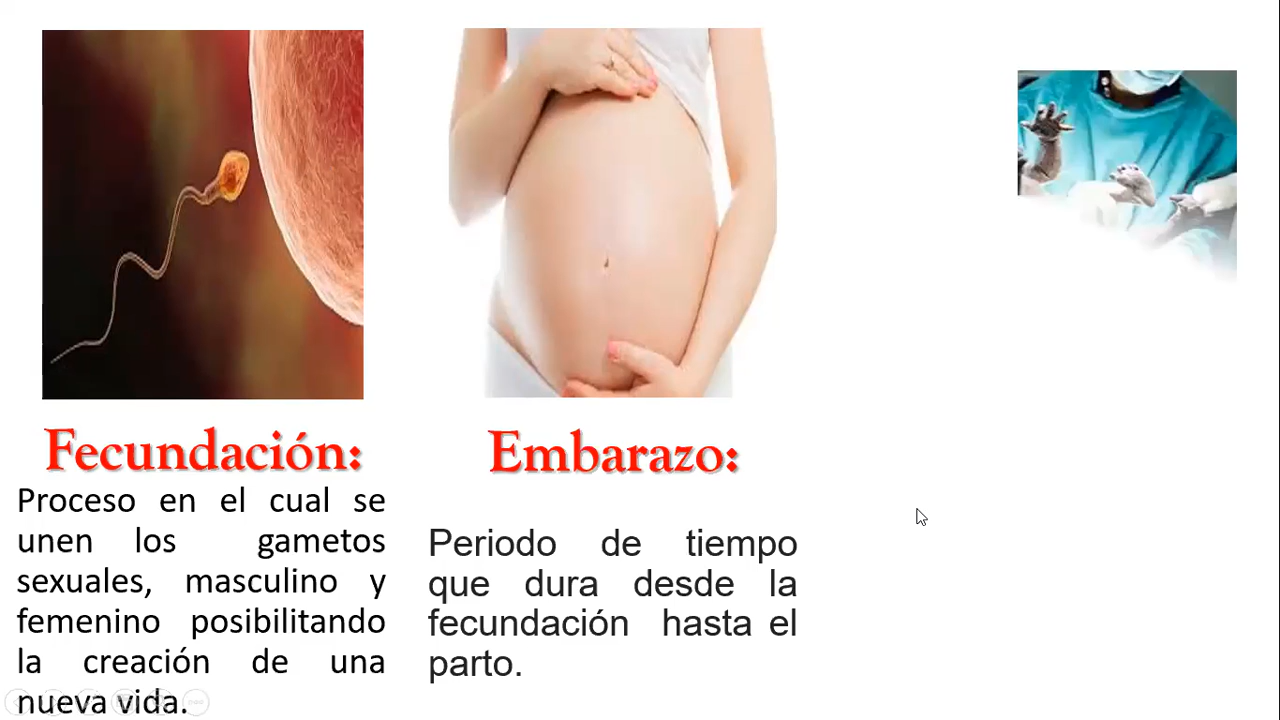 Fecundación:
Proceso en el cual se
unen los gametos
sexuales, masculino y
femenino posibilitando
la creación de una
nueva vida.
Embarazo:
Periodo de tiempo
que dura desde la
fecundación hasta el
parto.